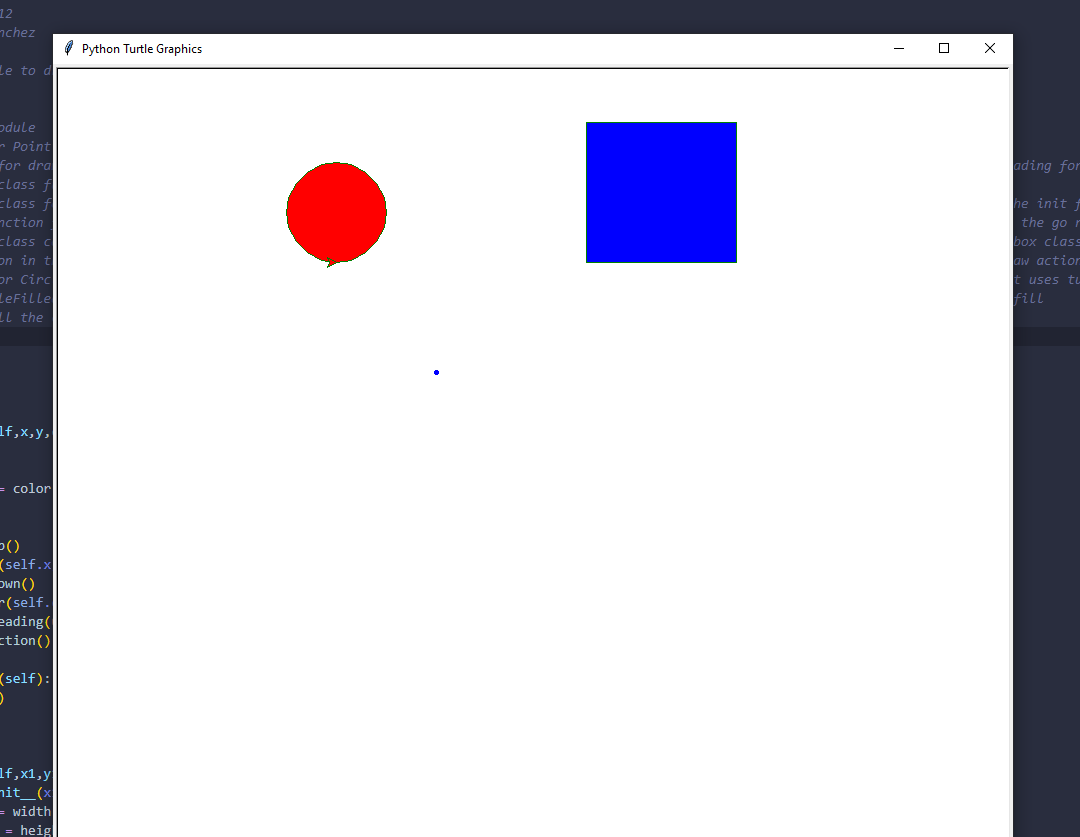 12
nchez
Python Turtle Graphics
le to d
odule
r Point
for dra
ading for
class f
class f
he init f
nction
the go r
class c
box class
on in t
aw action
or Circ
t uses tu
leFille
fill
ll the
lf,x,y,
= color
o()
(self.x
own()
r(self.
eading(
ction()
(self):
)
lf,x1,y
nit__(x
= width
= heig